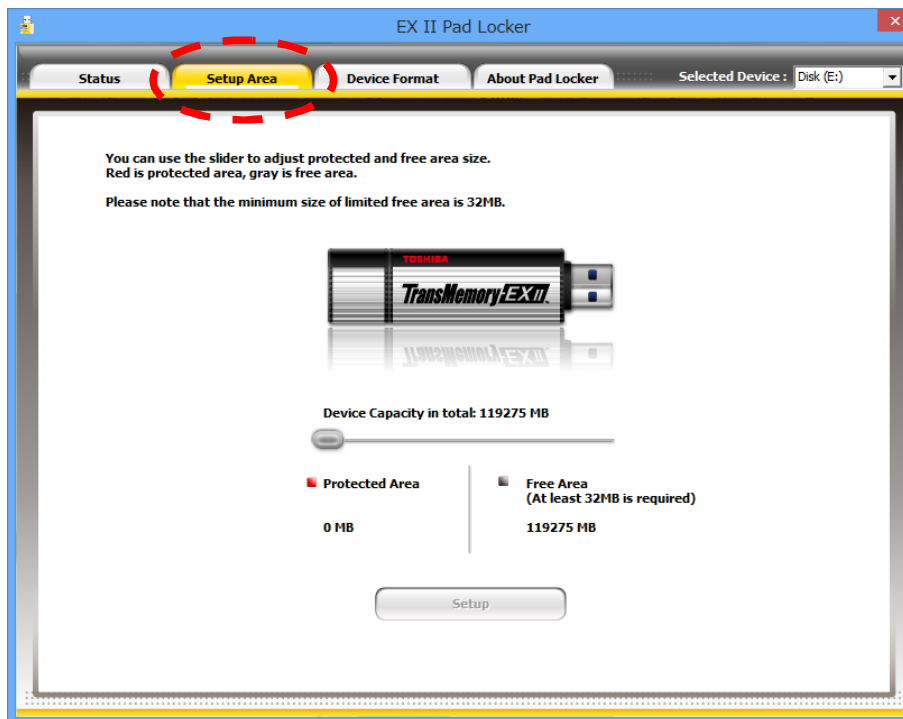 EX II Pad Locker
Status
Setup Area
Device Format
About Pad Locker
Selected Device :
Disk (E:)
You can use the slider to adjust protected and free area size.
Red is protected area, gray is free area.
Please note that the minimum size of limited free area is 32MB.
TOSHIBA
TransMemory-EX II
Device Capacity in total: 119275 MB
Protected Area
0 MB
Free Area
(At least 32MB is required)
119275 MB
Setup